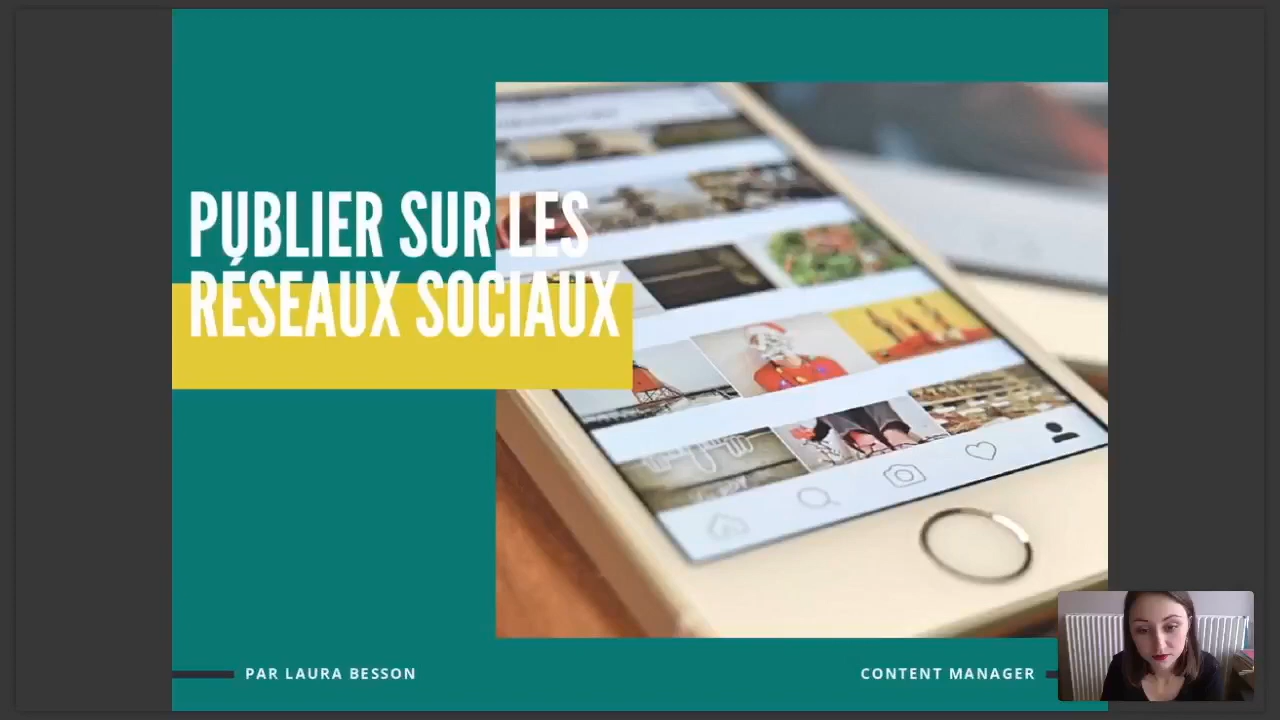 PUBLIER SUR LES
RÉSEAUX SOCIAUX
PAR LAURA BESSON
CONTENT MANAGER